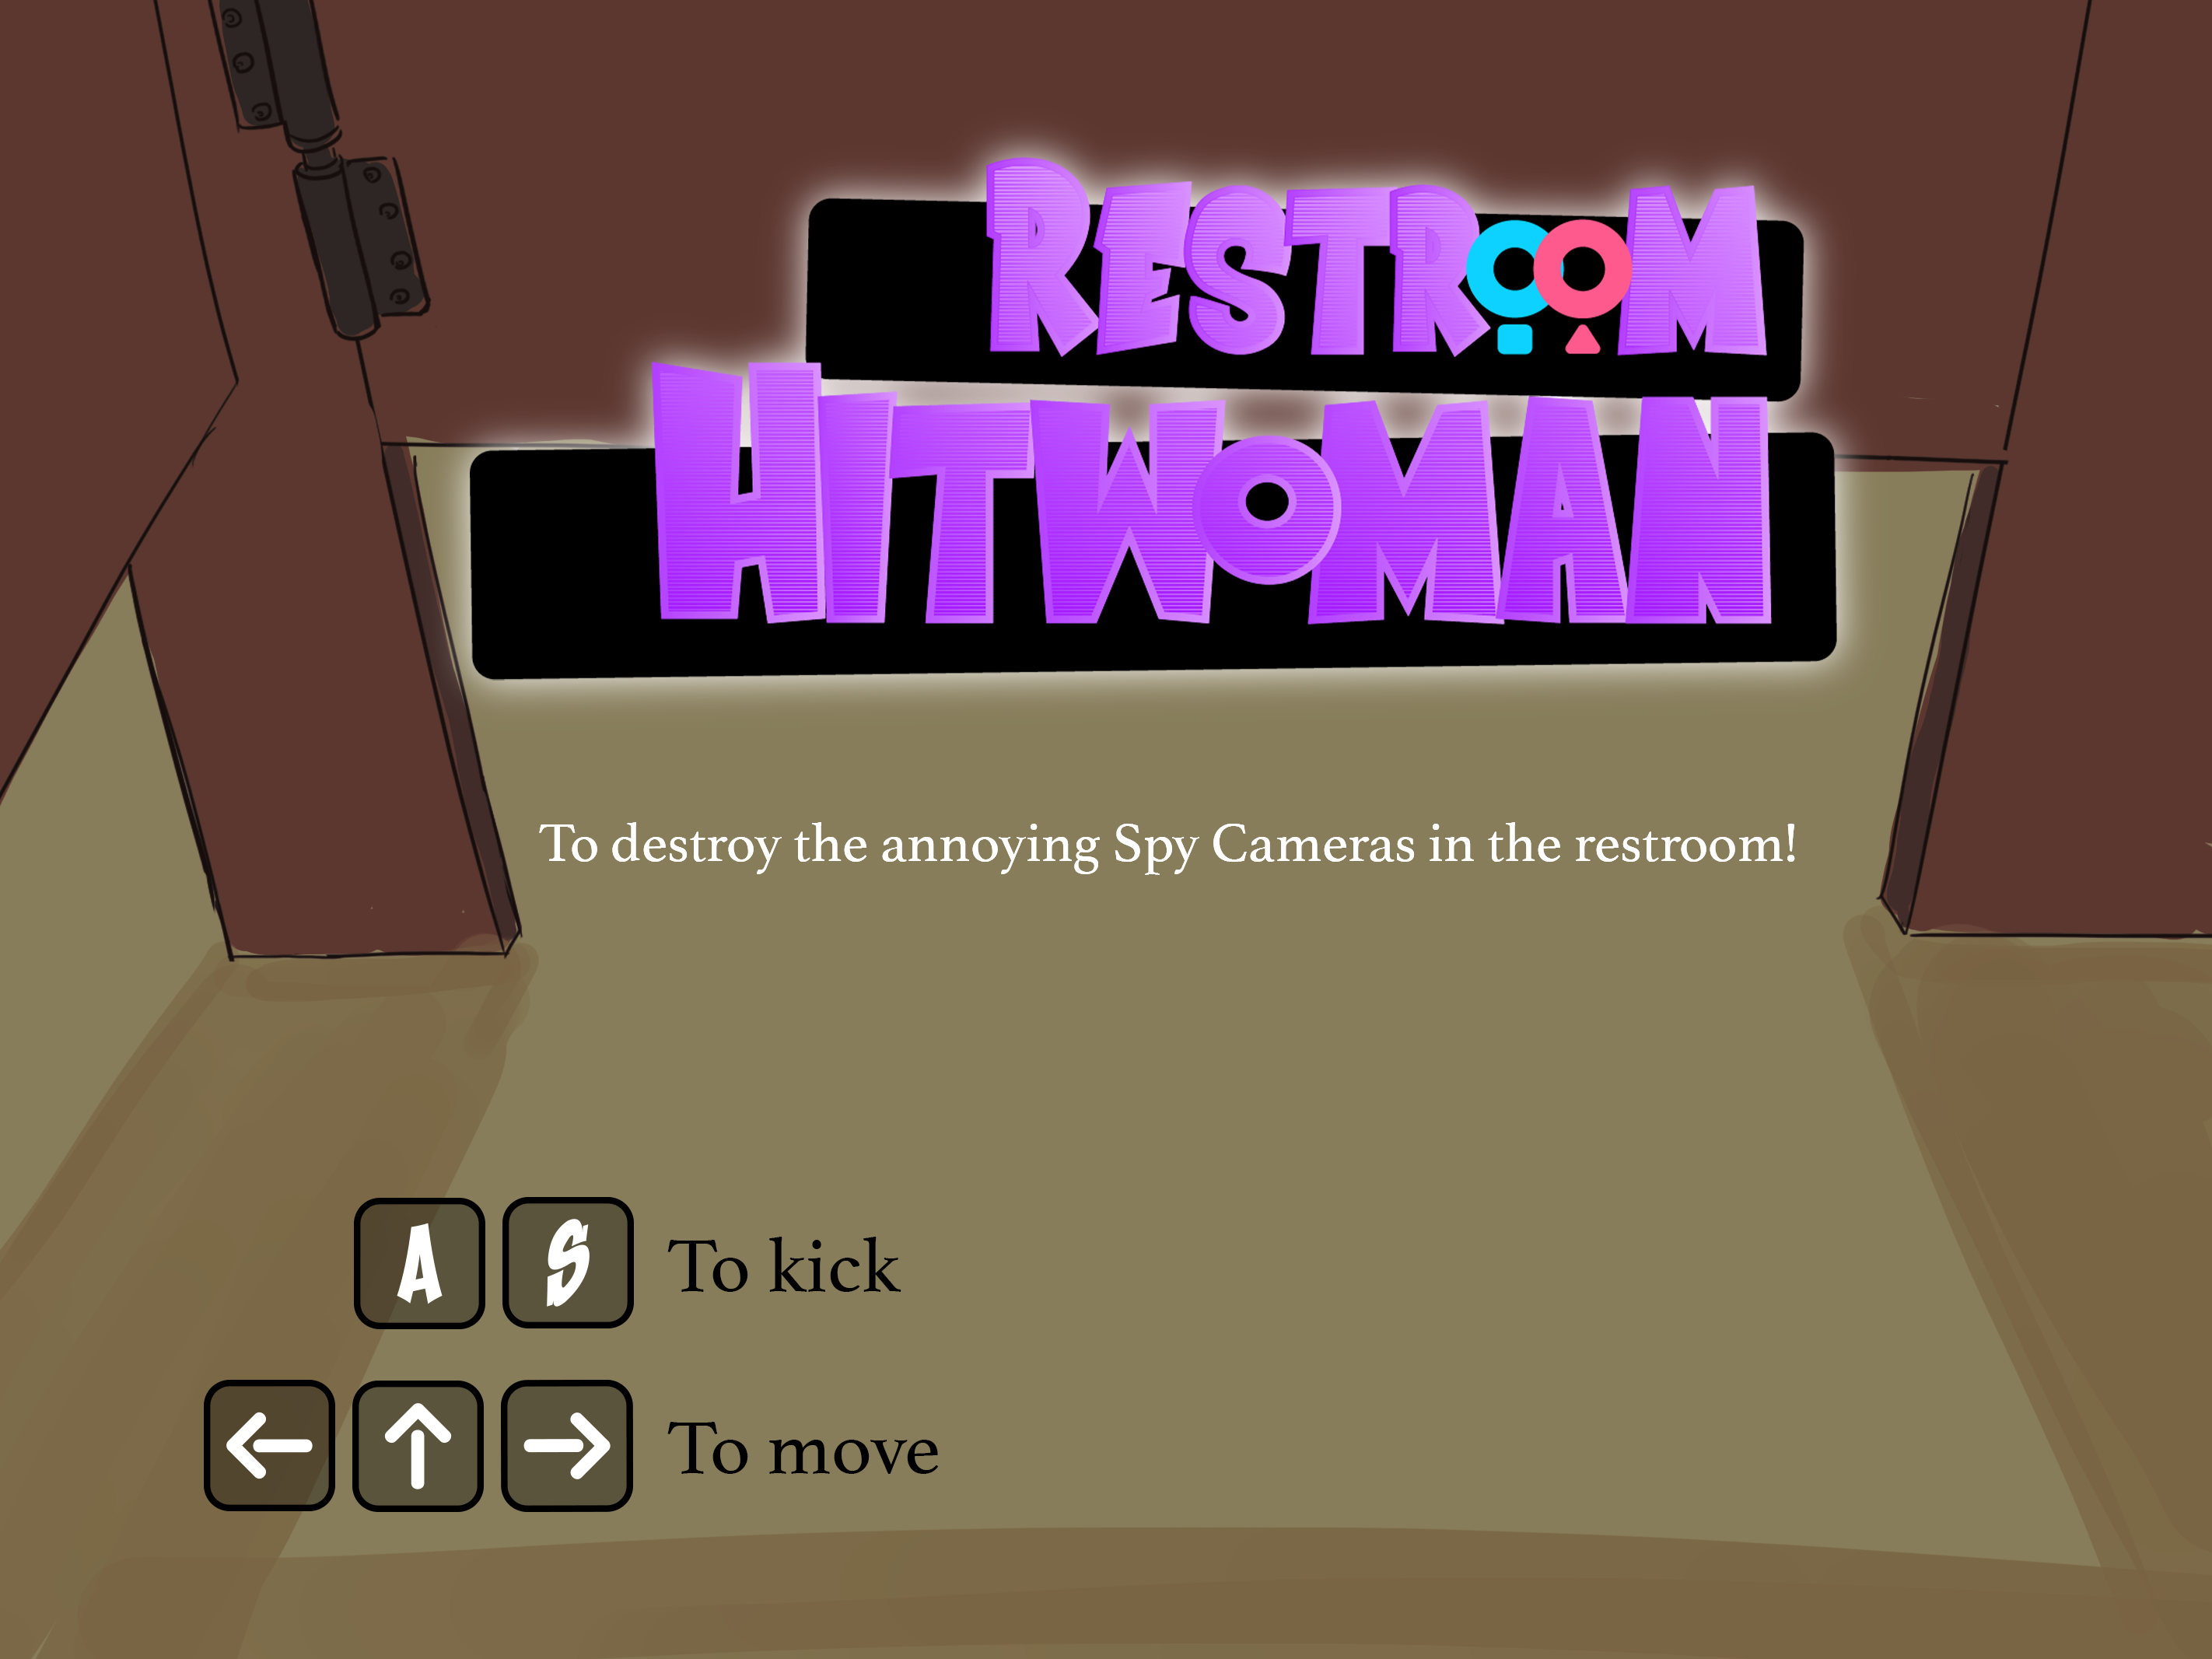 RESTROOM
HITWOMAN
To destroy the annoying Spy Cameras in the restroom!
A S To kick
← ↑ → To move